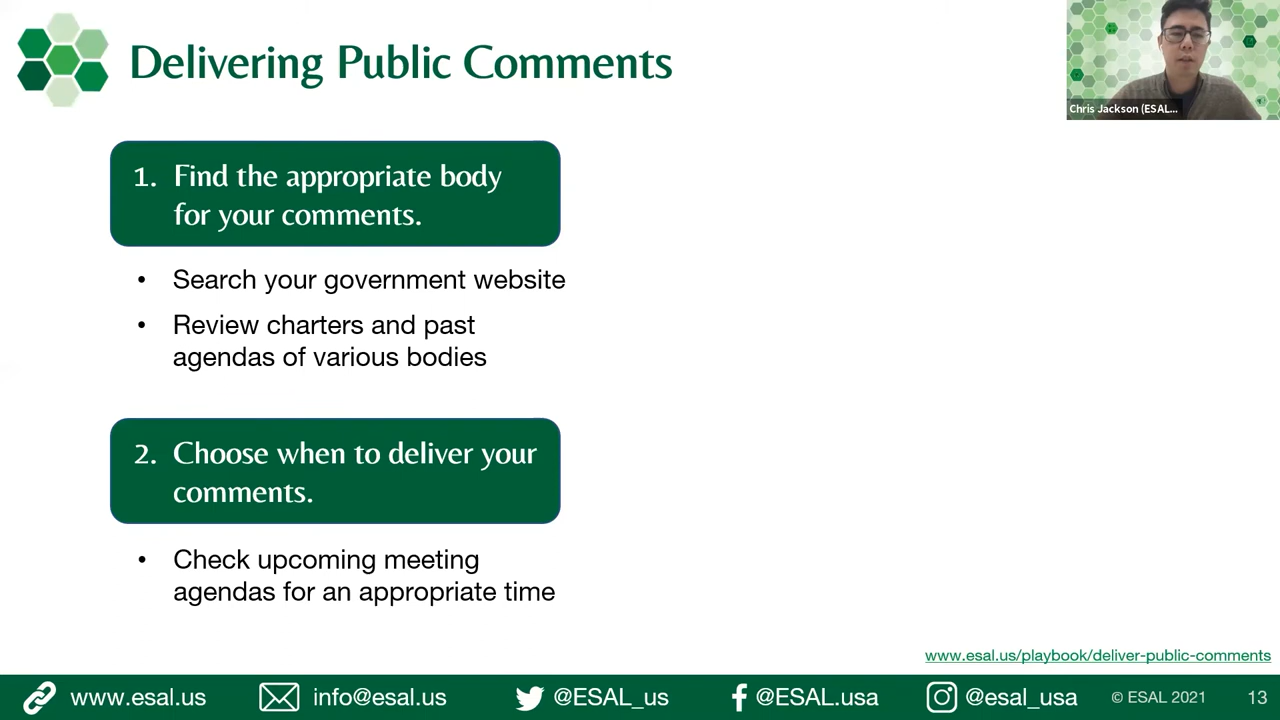 Delivering Public Comments
Chris Jackson (ESAL...
1. Find the appropriate body
for your comments.
• Search your government website
• Review charters and past
agendas of various bodies
2. Choose when to deliver your
comments.
• Check upcoming meeting
agendas for an appropriate time
www.esal.us/playbook/deliver-public-comments
www.esal.us info@esal.us @ESAL_us @ESAL.usa @esal_usa © ESAL 2021 13